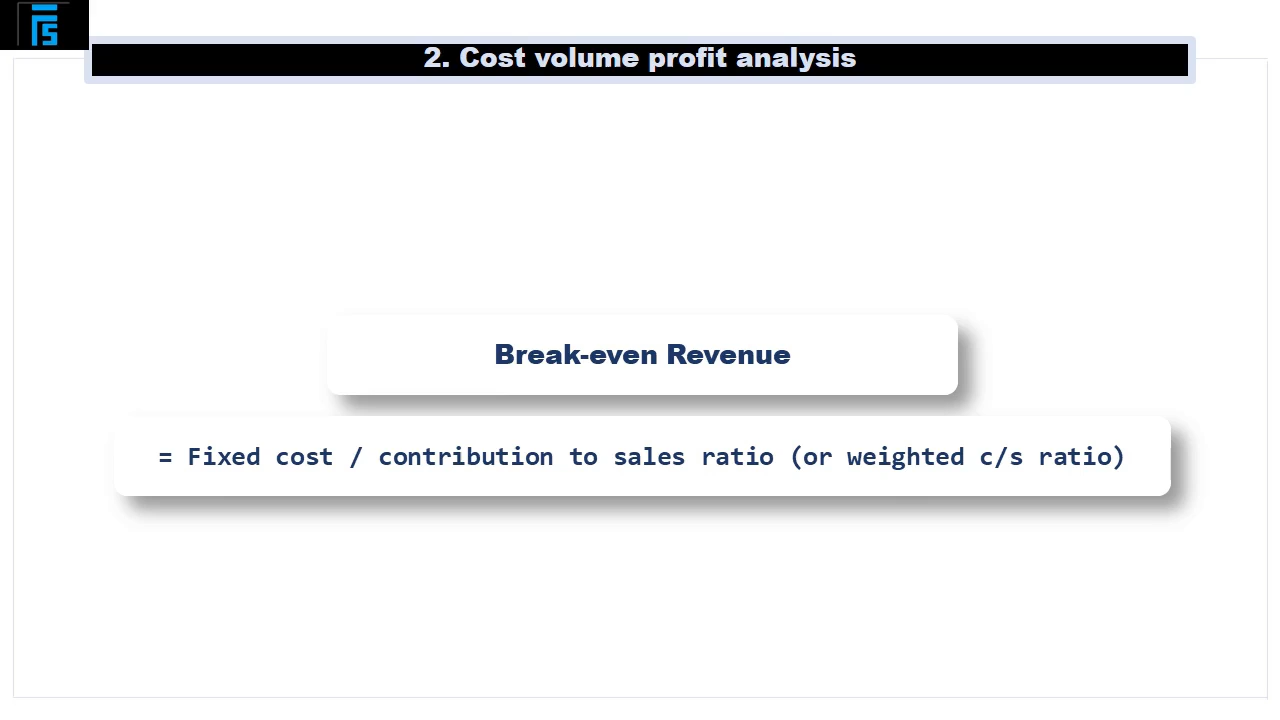 2. Cost volume profit analysis
Break-even Revenue
= Fixed cost / contribution to sales ratio (or weighted c/s ratio)